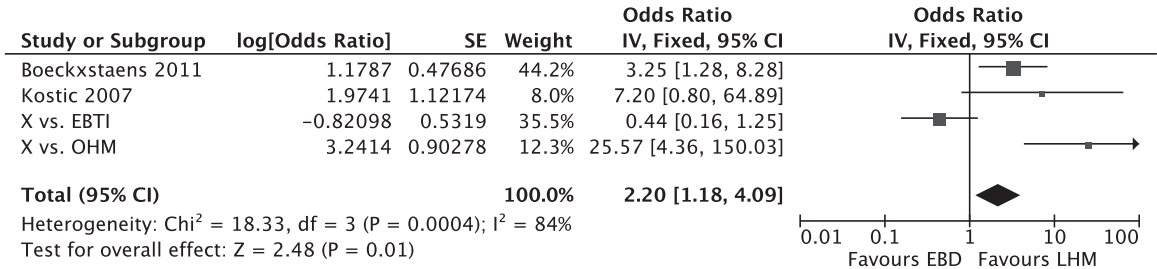 Odds Ratio Odds Ratio
Study or Subgroup log[Odds Ratio] SE Weight IV, Fixed, 95% CI IV, Fixed, 95% CI
Boeckxstaens 2011 1.1787 0.47686 44.2% 3.25 [1.28, 8.28]
Kostic 2007 1.9741 1.12174 8.0% 7.20 [0.80, 64.89]
X vs. EBTI −0.82098 0.5319 35.5% 0.44 [0.16, 1.25]
X vs. OHM 3.2414 0.90278 12.3% 25.57 [4.36, 150.03]
Total (95% CI) 100.0% 2.20 [1.18, 4.09]
Heterogeneity: Chi² = 18.33, df = 3 (P = 0.0004); I² = 84%
Test for overall effect: Z = 2.48 (P = 0.01)
0.01 0.1 1 10 100
Favours EBD Favours LHM